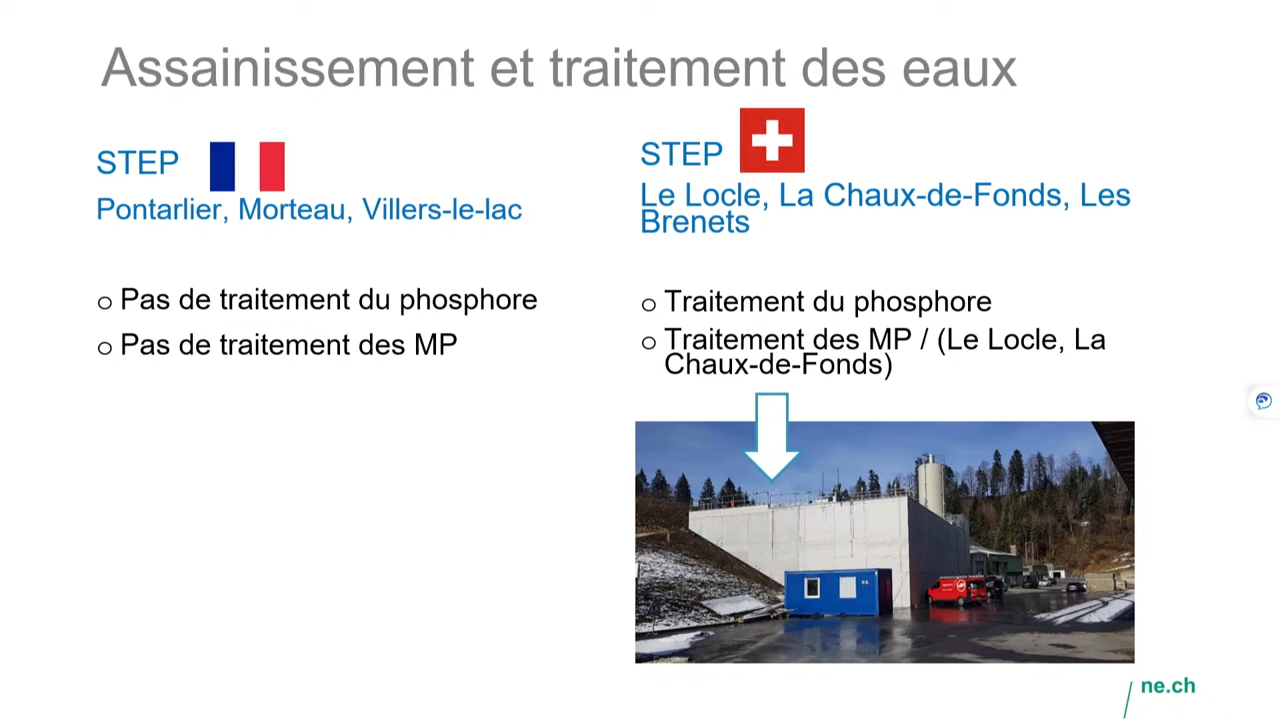 Assainissement et traitement des eaux
STEP
Pontarlier, Morteau, Villers-le-lac
o Pas de traitement du phosphore
o Pas de traitement des MP
STEP
Le Locle, La Chaux-de-Fonds, Les
Brenets
o Traitement du phosphore
o Traitement des MP / (Le Locle, La
Chaux-de-Fonds)
ne.ch